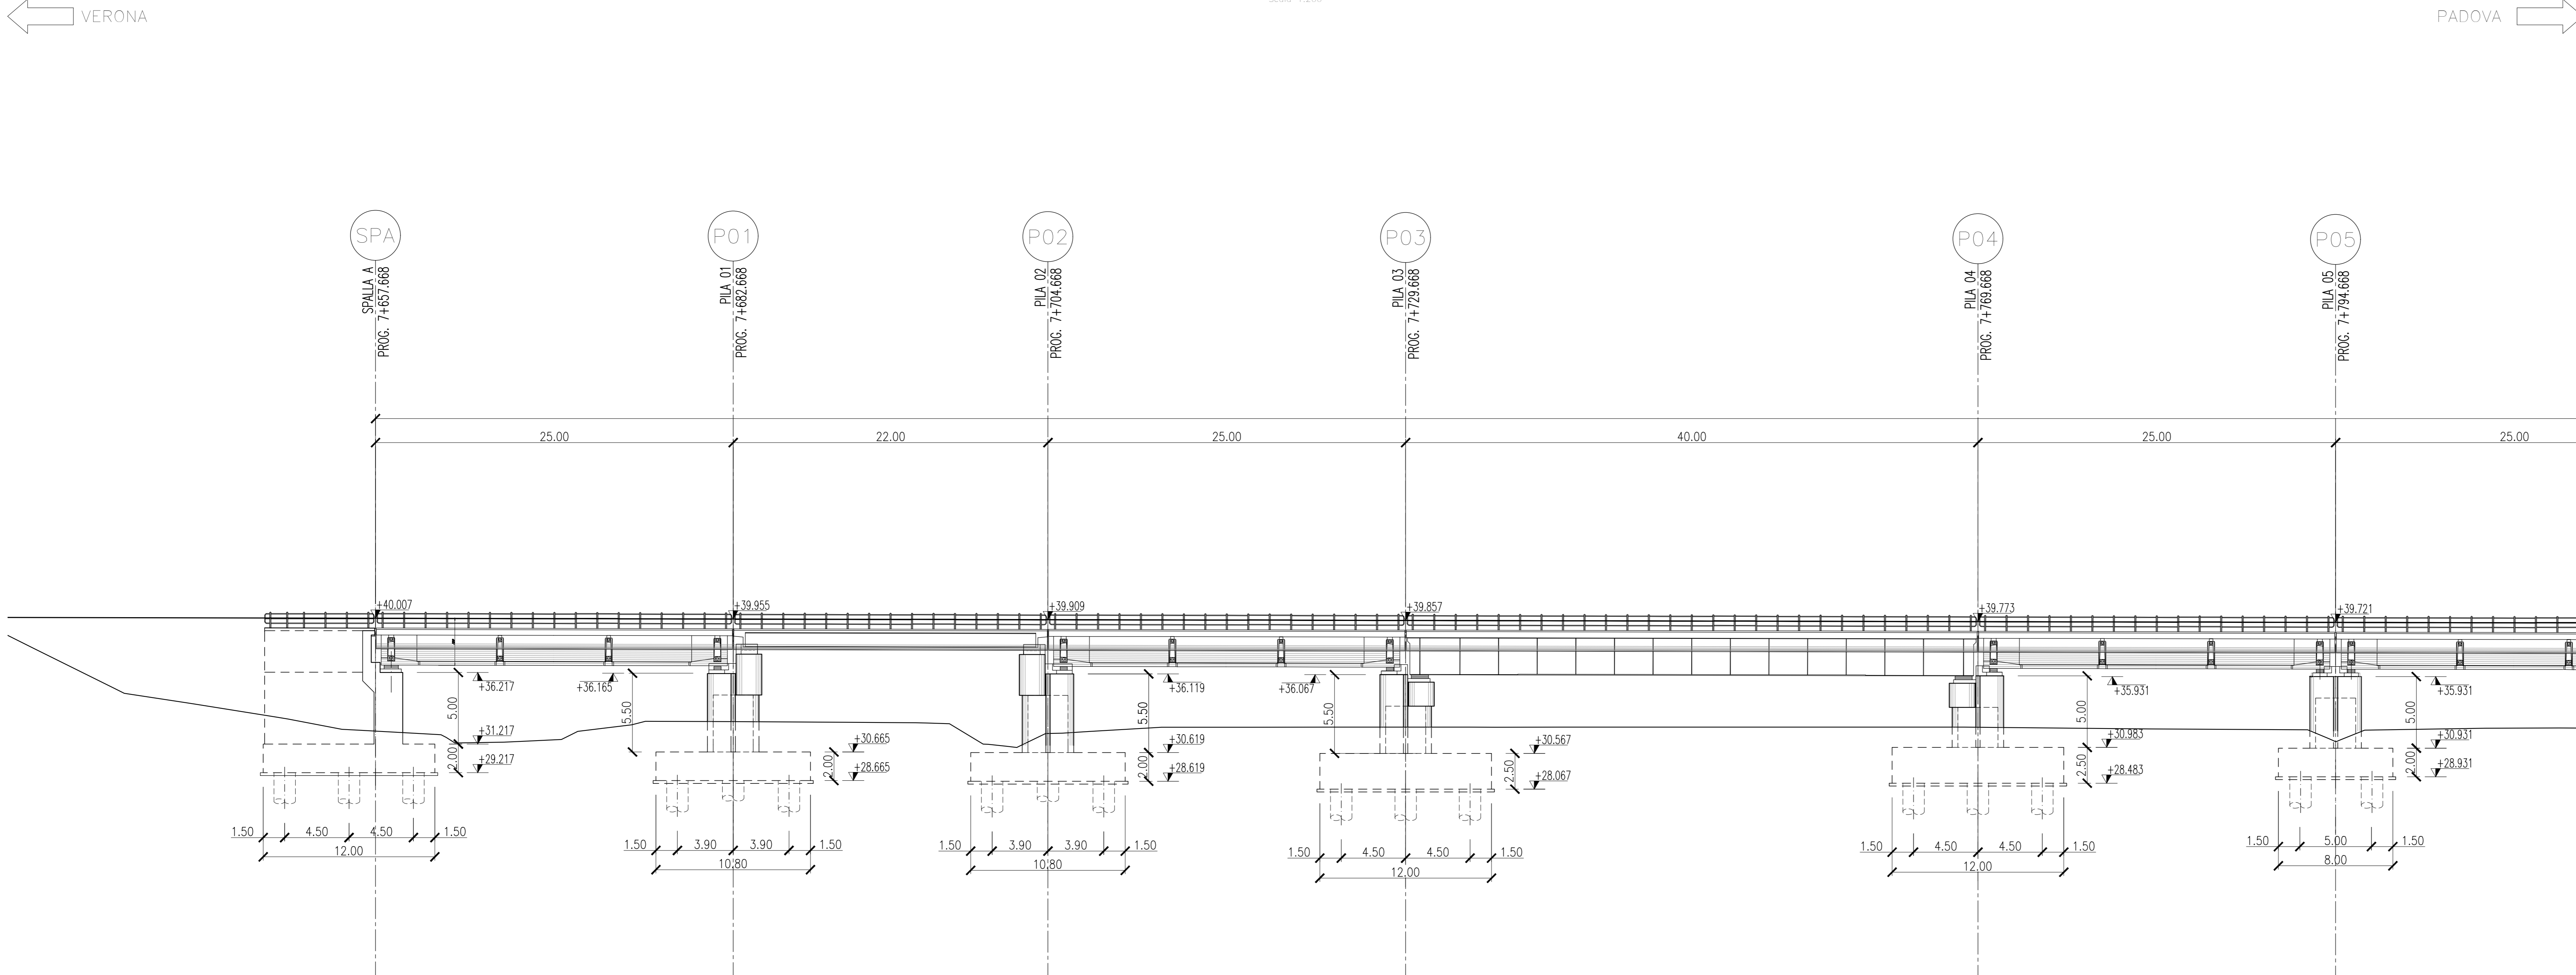 VERONA
PADOVA
SPA
P01
P02
P03
P04
P05
SPALLA A
PROG. 7+657.668
PILA 01
PROG. 7+682.668
PILA 02
PROG. 7+704.668
PILA 03
PROG. 7+729.668
PILA 04
PROG. 7+769.668
PILA 05
PROG. 7+794.668
25.00
22.00
25.00
40.00
25.00
25.00
+40.007
+39.955
+39.909
+39.857
+39.773
+39.721
+36.217
+36.165
+36.119
+36.067
+35.931
+35.931
5.00
5.50
5.50
5.50
5.00
5.00
+31.217
+29.217
2.00
+30.665
+28.665
2.00
+30.619
+28.619
2.00
+30.567
+28.067
2.50
+30.983
+28.483
2.50
+30.931
+28.931
2.00
1.50 4.50 4.50 1.50
12.00
1.50 3.90 3.90 1.50
10.80
1.50 3.90 3.90 1.50
10.80
1.50 4.50 4.50 1.50
12.00
1.50 4.50 4.50 1.50
12.00
1.50 5.00 1.50
8.00